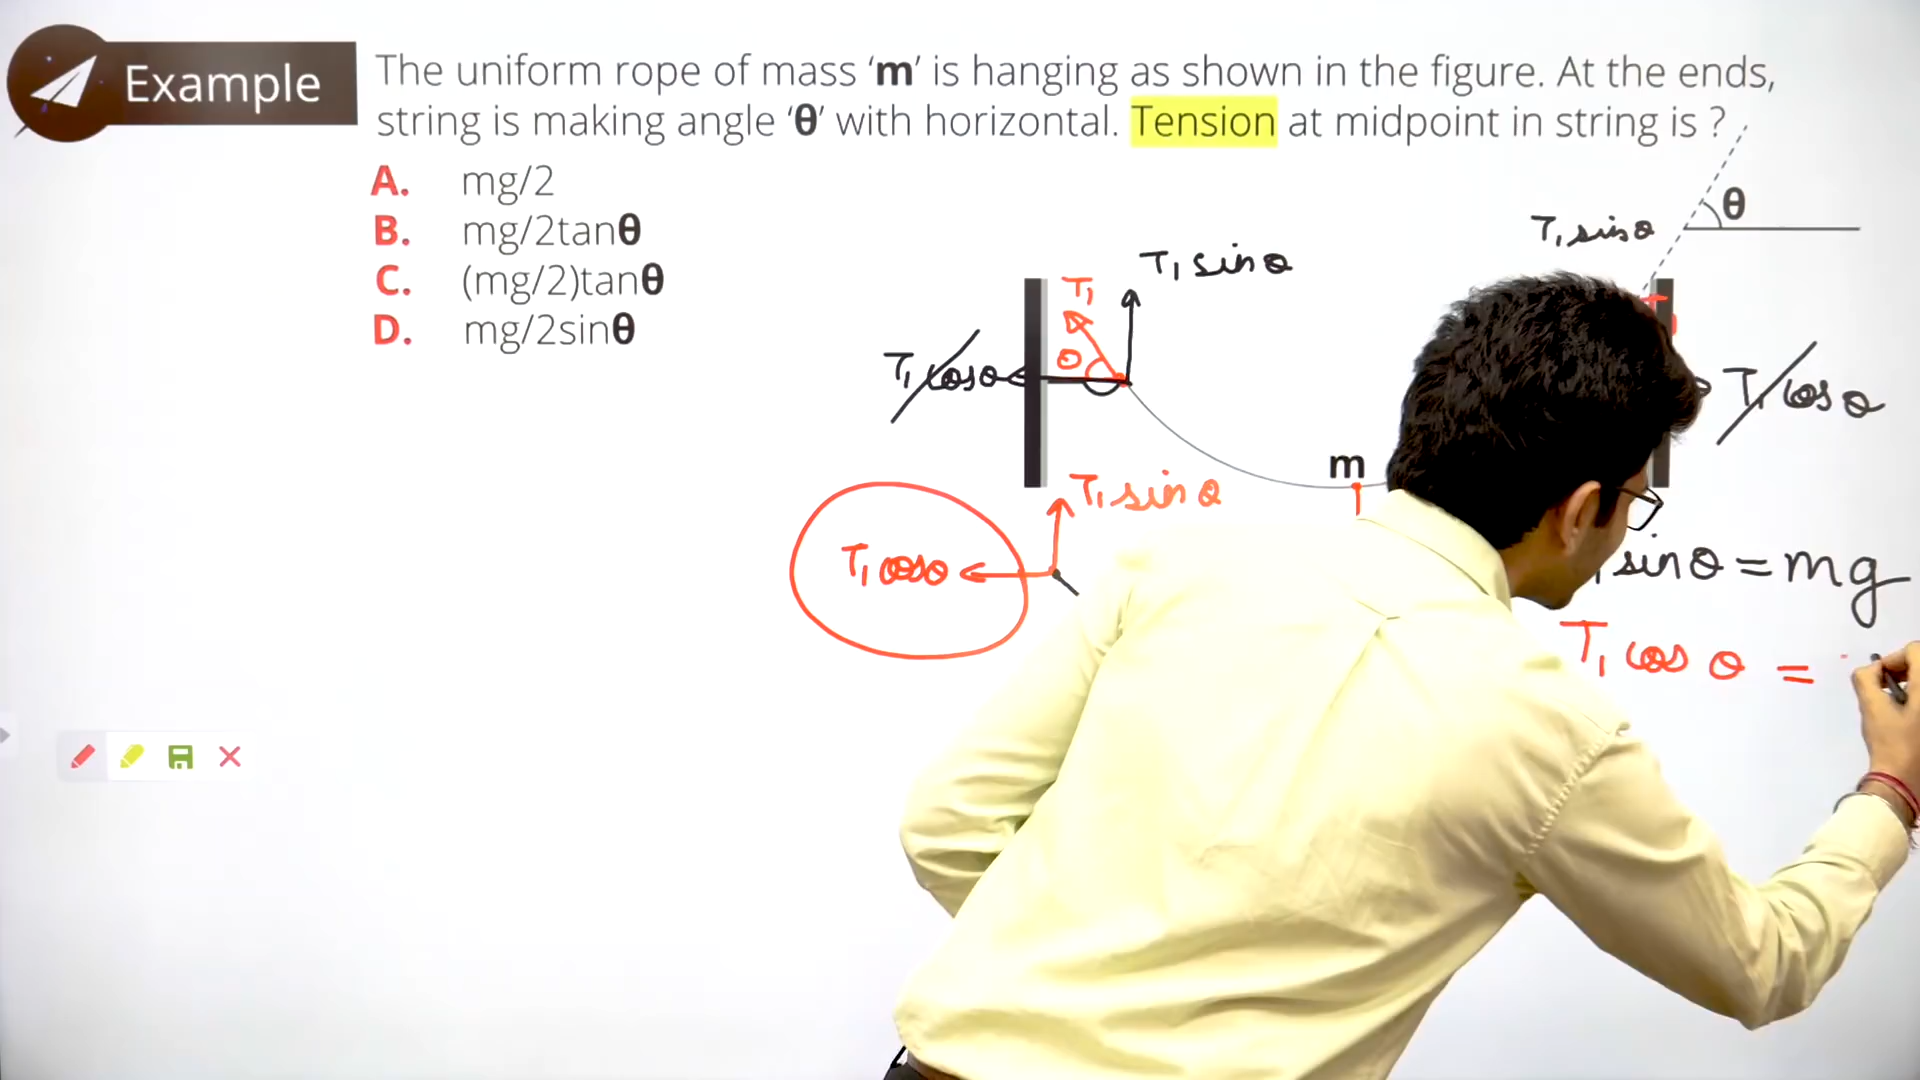 Example
The uniform rope of mass ‘m’ is hanging as shown in the figure. At the ends,
string is making angle ‘θ’ with horizontal. Tension at midpoint in string is ?
A. mg/2
B. mg/2tanθ
C. (mg/2)tanθ
D. mg/2sinθ
θ
T₁ sinθ
T₁ sinθ
T₁
θ
T₁ cosθ
T₁ cosθ
m
T₁ sinθ
T₁ cosθ
sinθ = mg
T₁ cosθ =